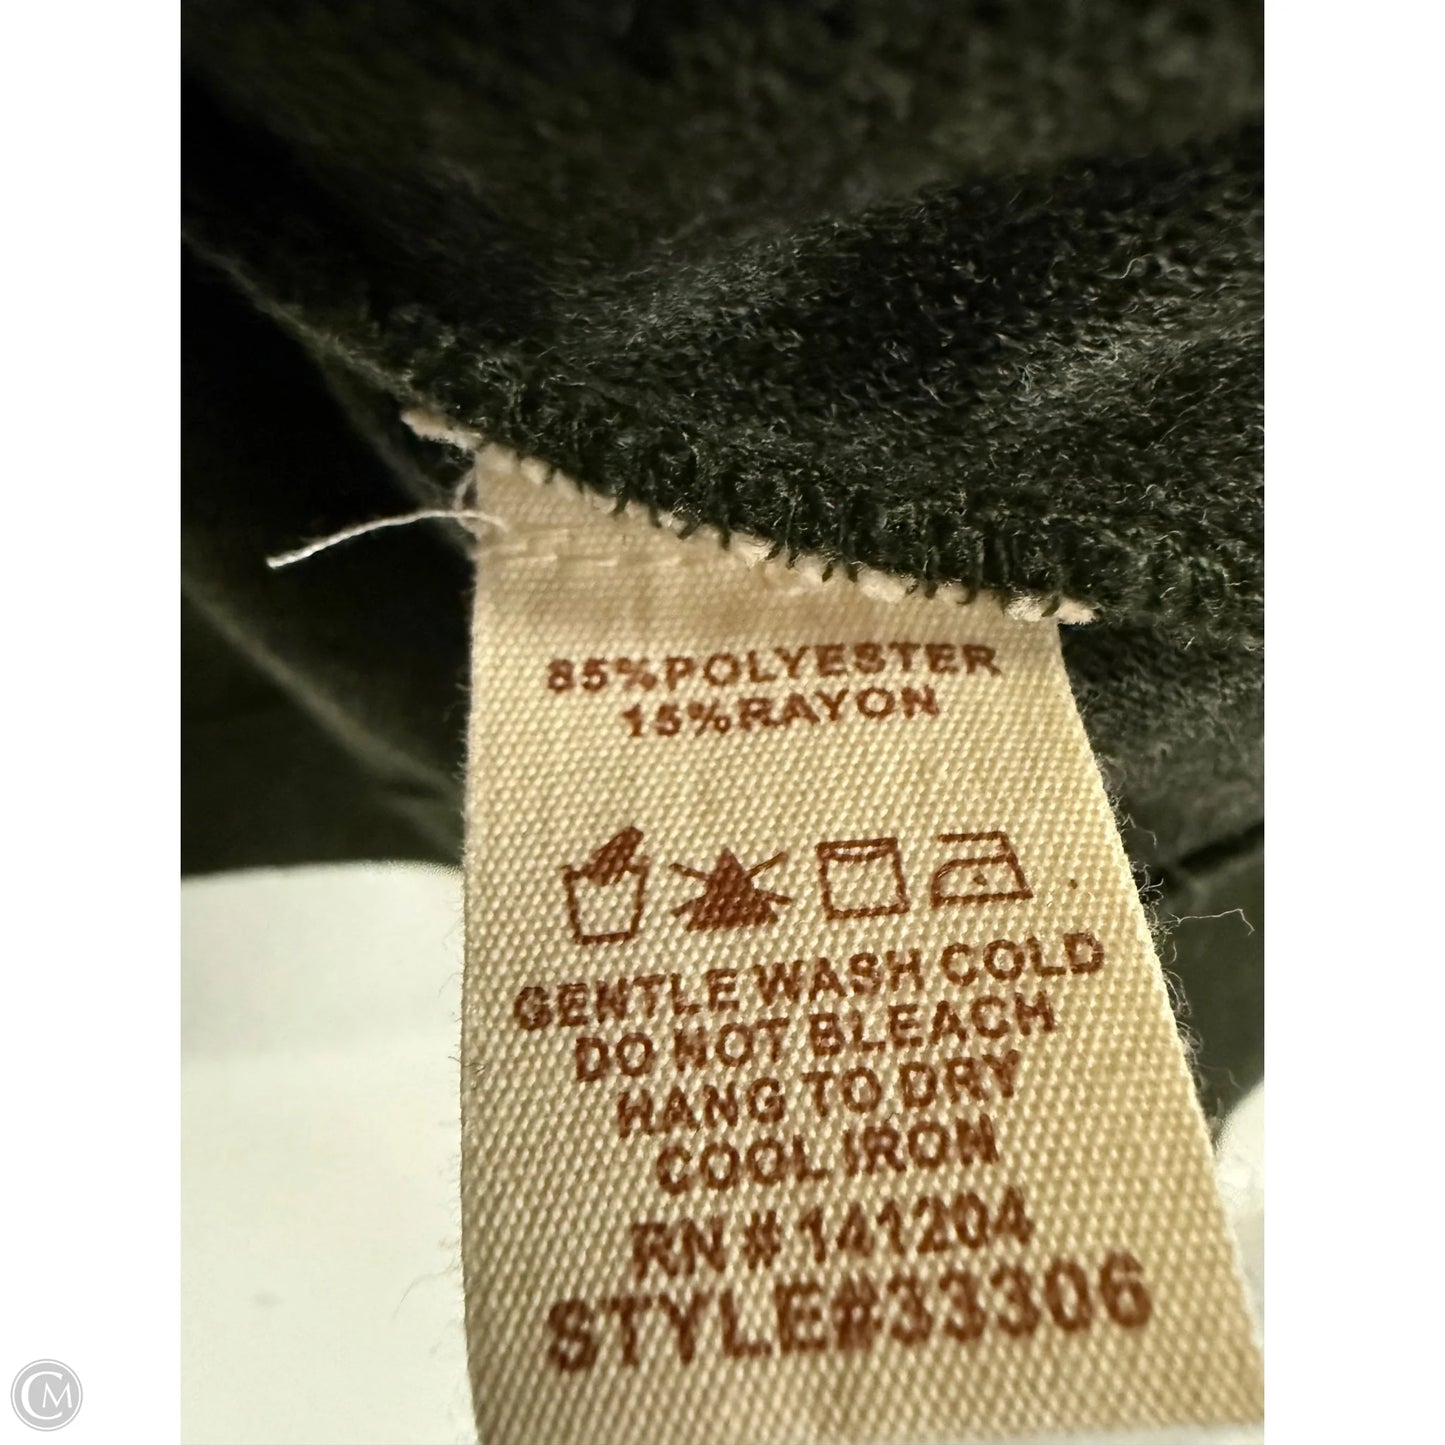 85%POLYESTER
15%RAYON
GENTLE WASH COLD
DO NOT BLEACH
HANG TO DRY
COOL IRON
RN#141204
STYLE#33306
CM